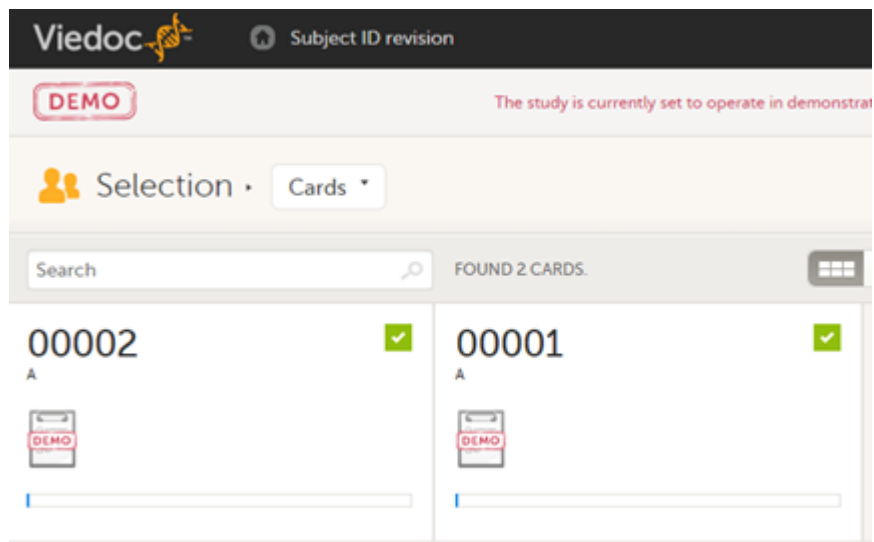 Viedoc
Subject ID revision
DEMO
The study is currently set to operate in demonstrat
Selection
Cards
Search
FOUND 2 CARDS.
00002
A
DEMO
00001
A
DEMO